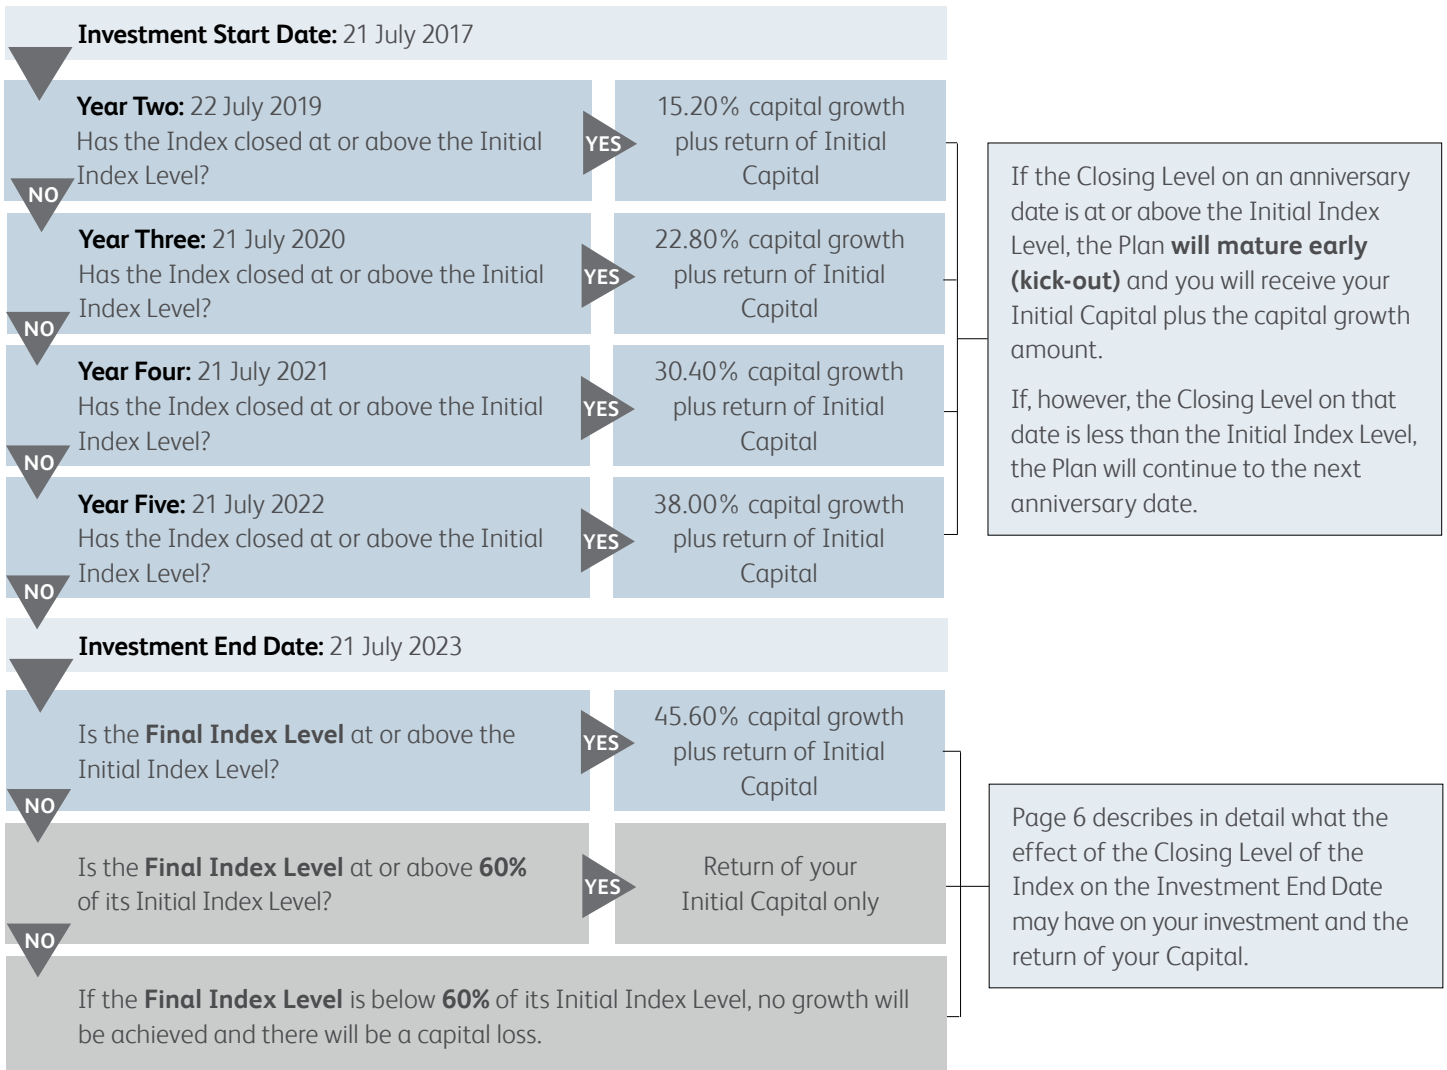 Investment Start Date: 21 July 2017
Year Two: 22 July 2019
Has the Index closed at or above the Initial
Index Level?
YES
15.20% capital growth
plus return of Initial
Capital
NO
Year Three: 21 July 2020
Has the Index closed at or above the Initial
Index Level?
YES
22.80% capital growth
plus return of Initial
Capital
NO
Year Four: 21 July 2021
Has the Index closed at or above the Initial
Index Level?
YES
30.40% capital growth
plus return of Initial
Capital
NO
Year Five: 21 July 2022
Has the Index closed at or above the Initial
Index Level?
YES
38.00% capital growth
plus return of Initial
Capital
NO
If the Closing Level on an anniversary
date is at or above the Initial Index
Level, the Plan will mature early
(kick-out) and you will receive your
Initial Capital plus the capital growth
amount.
If, however, the Closing Level on that
date is less than the Initial Index Level,
the Plan will continue to the next
anniversary date.
Investment End Date: 21 July 2023
Is the Final Index Level at or above the
Initial Index Level?
YES
45.60% capital growth
plus return of Initial
Capital
NO
Is the Final Index Level at or above 60%
of its Initial Index Level?
YES
Return of your
Initial Capital only
NO
If the Final Index Level is below 60% of its Initial Index Level, no growth will
be achieved and there will be a capital loss.
Page 6 describes in detail what the
effect of the Closing Level of the
Index on the Investment End Date
may have on your investment and the
return of your Capital.